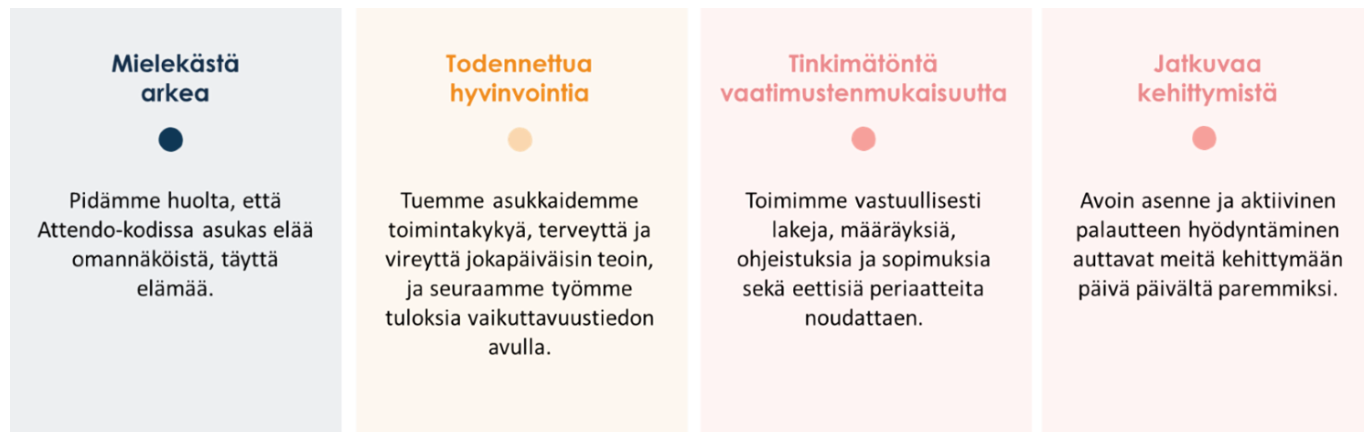 Mielekästä
arkea
Pidämme huolta, että
Attendo-kodissa asukas elää
omannäköistä, täyttä
elämää.
Todennettua
hyvinvointia
Tuemme asukkaidemme
toimintakykyä, terveyttä ja
vireyttä jokapäiväisin teoin,
ja seuraamme työmme
tuloksia vaikuttavuustiedon
avulla.
Tinkimätöntä
vaatimustenmukaisuutta
Toimimme vastuullisesti
lakeja, määräyksiä,
ohjeistuksia ja sopimuksia
sekä eettisiä periaatteita
noudattaen.
Jatkuvaa
kehittymistä
Avoin asenne ja aktiivinen
palautteen hyödyntäminen
auttavat meitä kehittymään
päivä päivältä paremmiksi.